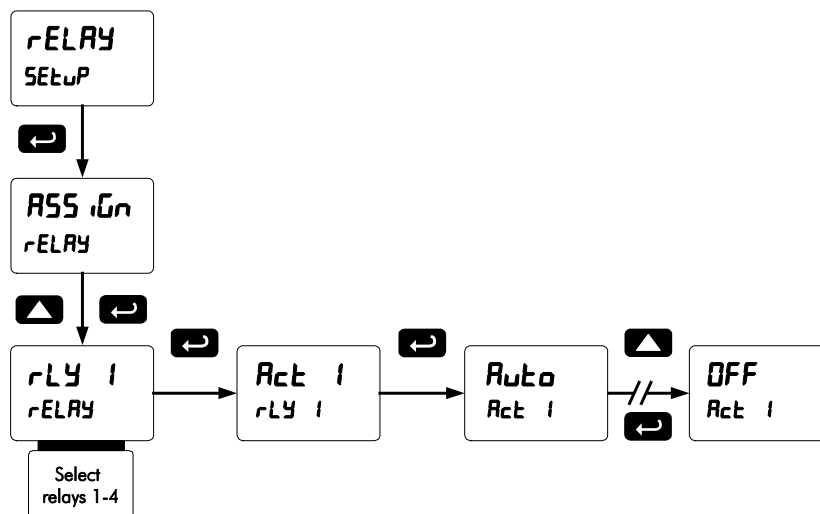 rELAY
SEtuP
ASSiGn
rELAY
rLY 1
rELAY
Act 1
rLY 1
Auto
Act 1
OFF
Act 1
Select
relays 1-4